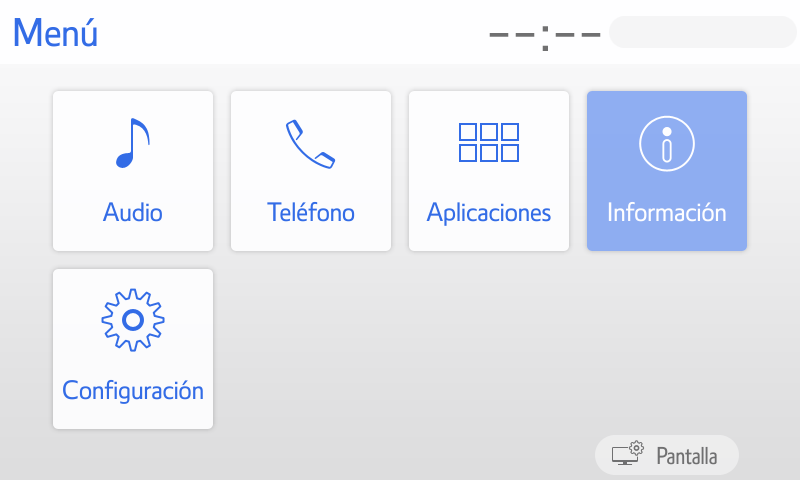 Menú
--:--
Audio
Teléfono
Aplicaciones
Información
Configuración
Pantalla